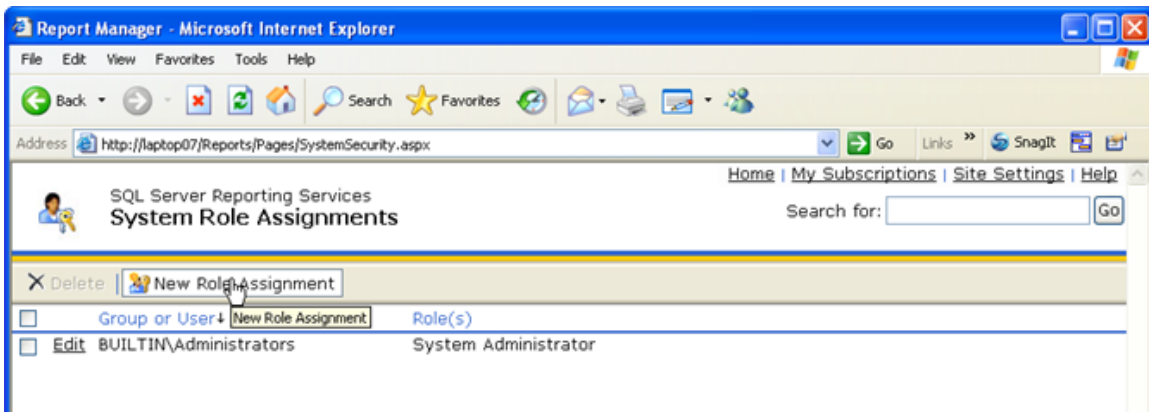 Report Manager - Microsoft Internet Explorer
File Edit View Favorites Tools Help
Back Search Favorites
Address http://laptop07/Reports/Pages/SystemSecurity.aspx Go Links » SnagIt
Home | My Subscriptions | Site Settings | Help
SQL Server Reporting Services
System Role Assignments
Search for: Go
Delete | New Role Assignment
Group or User↓ New Role Assignment Role(s)
Edit BUILTIN\Administrators System Administrator